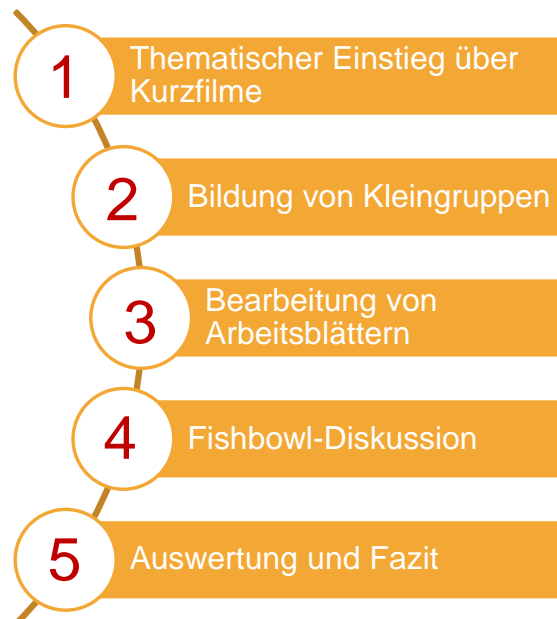 1
Thematischer Einstieg über
Kurzfilme
2
Bildung von Kleingruppen
3
Bearbeitung von
Arbeitsblättern
4
Fishbowl-Diskussion
5
Auswertung und Fazit